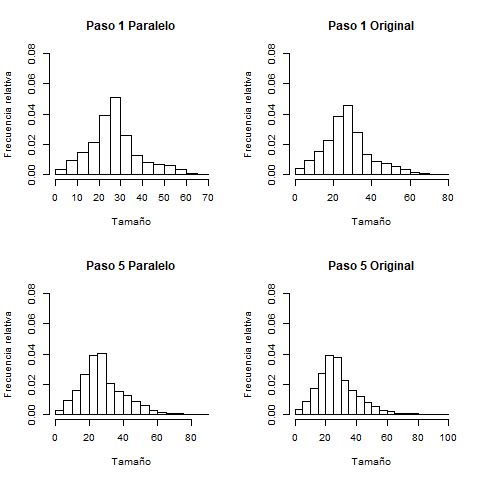 Paso 1 Paralelo
Frecuencia relativa
0.00 0.02 0.04 0.06 0.08
0 10 20 30 40 50 60 70
Tamaño
Paso 1 Original
Frecuencia relativa
0.00 0.02 0.04 0.06 0.08
0 20 40 60 80
Tamaño
Paso 5 Paralelo
Frecuencia relativa
0.00 0.02 0.04 0.06 0.08
0 20 40 60 80
Tamaño
Paso 5 Original
Frecuencia relativa
0.00 0.02 0.04 0.06 0.08
0 20 40 60 80 100
Tamaño